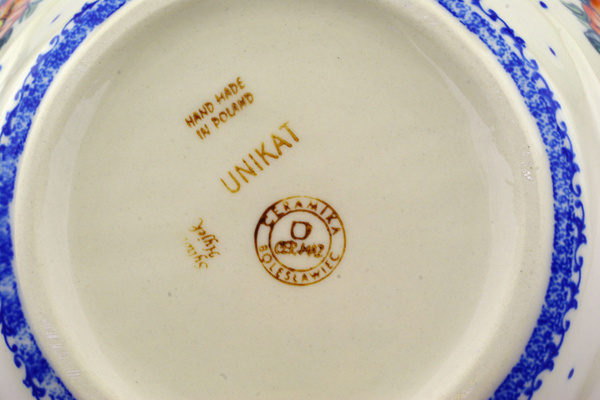 HAND MADE
IN POLAND
UNIKAT
CERAMIKA
BOLESŁAWIEC